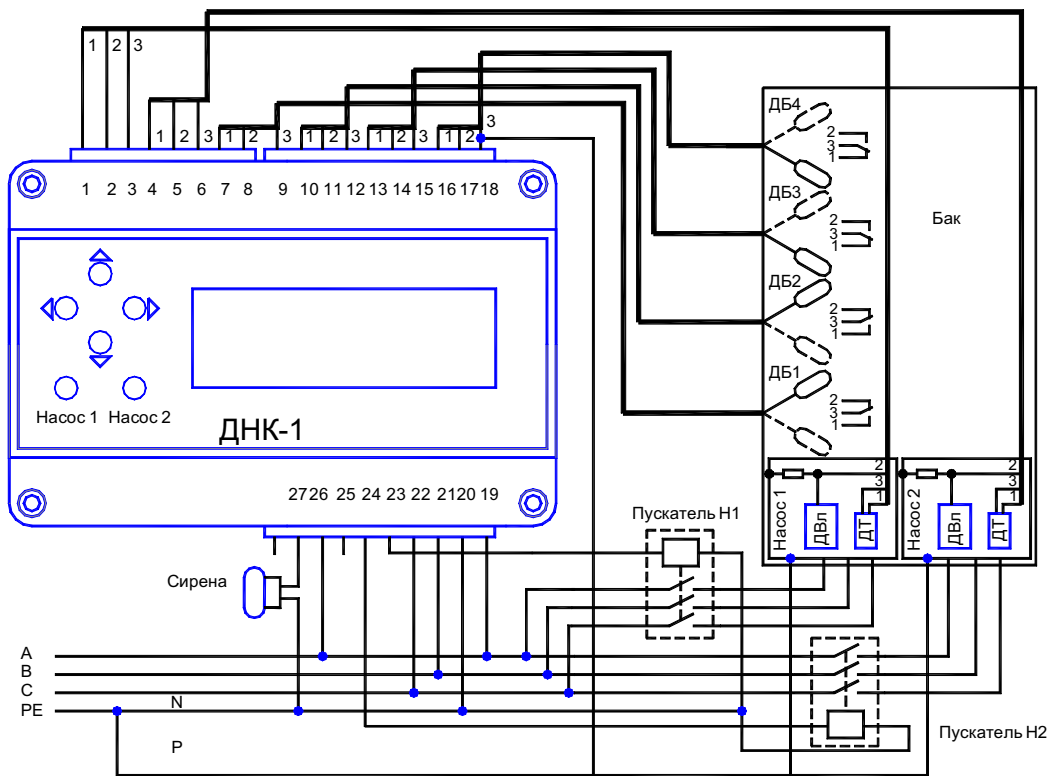 1 2 3
1 2 3 1 2 3 1 2 3 1 2 3 1 2 3
1 2 3 4 5 6 7 8 9 10 11 12 13 14 15 16 17 18
ДБ4
2
3
1
ДБ3
2
3
1
Бак
ДБ2
2
3
1
ДБ1
2
3
1
Насос 1 Насос 2
ДНК-1
27 26 25 24 23 22 21 20 19
Насос 1
ДВл
ДТ
2
3
1
Насос 2
ДВл
ДТ
2
3
1
Пускатель Н1
Сирена
A
B
C
PE
N
P
Пускатель Н2